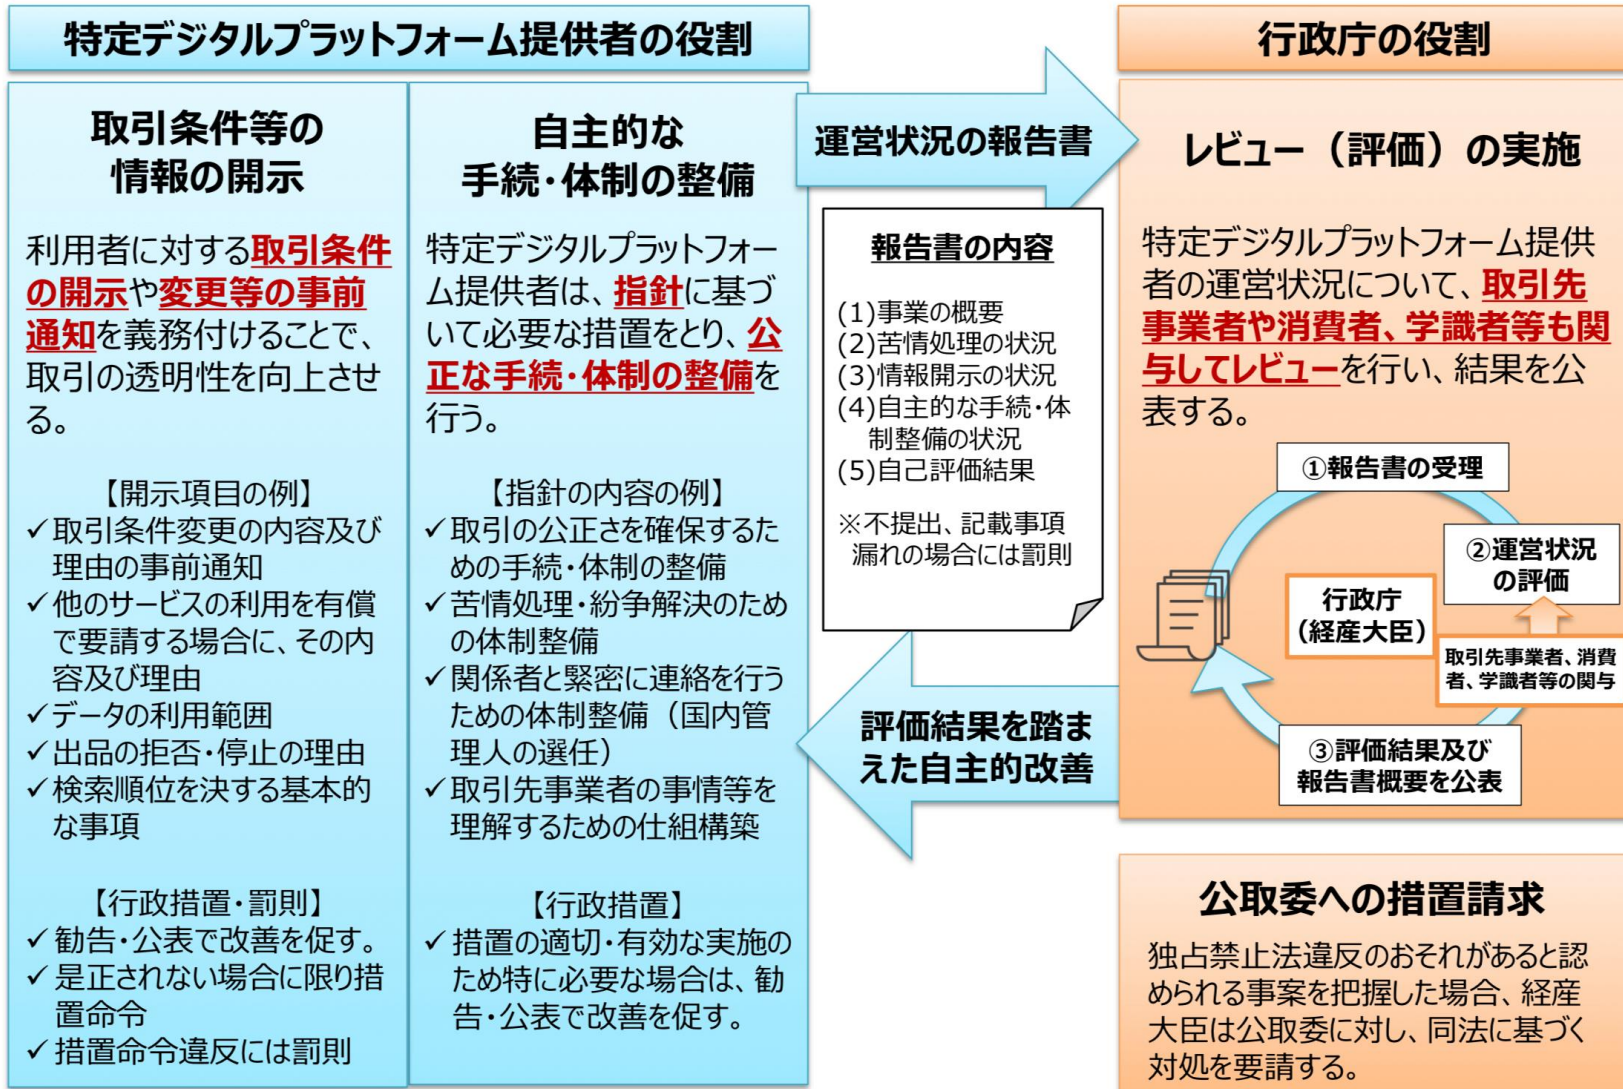 特定デジタルプラットフォーム提供者の役割
取引条件等の
情報の開示
利用者に対する取引条件
の開示や変更等の事前
通知を義務付けることで、
取引の透明性を向上させ
る。
【開示項目の例】
✓取引条件変更の内容及び
理由の事前通知
✓他のサービスの利用を有償
で要請する場合に、その内
容及び理由
✓データの利用範囲
✓出品の拒否・停止の理由
✓検索順位を決する基本的
な事項
【行政措置・罰則】
✓勧告・公表で改善を促す。
✓是正されない場合に限り措
置命令
✓措置命令違反には罰則
自主的な
手続・体制の整備
特定デジタルプラットフォー
ム提供者は、指針に基づ
いて必要な措置をとり、公
正な手続・体制の整備を
行う。
【指針の内容の例】
✓取引の公正さを確保するた
めの手続・体制の整備
✓苦情処理・紛争解決のため
の体制整備
✓関係者と緊密に連絡を行う
ための体制整備（国内管
理人の選任）
✓取引先事業者の事情等を
理解するための仕組構築
【行政措置】
✓措置の適切・有効な実施の
ため特に必要な場合は、勧
告・公表で改善を促す。
運営状況の報告書
報告書の内容
(1)事業の概要
(2)苦情処理の状況
(3)情報開示の状況
(4)自主的な手続・体
制整備の状況
(5)自己評価結果
※不提出、記載事項
漏れの場合には罰則
評価結果を踏ま
えた自主的改善
行政庁の役割
レビュー（評価）の実施
特定デジタルプラットフォーム提供
者の運営状況について、取引先
事業者や消費者、学識者等も関
与してレビューを行い、結果を公
表する。
①報告書の受理
②運営状況
の評価
行政庁
（経産大臣）
取引先事業者、消費
者、学識者等の関与
③評価結果及び
報告書概要を公表
公取委への措置請求
独占禁止法違反のおそれがあると認
められる事案を把握した場合、経産
大臣は公取委に対し、同法に基づく
対処を要請する。